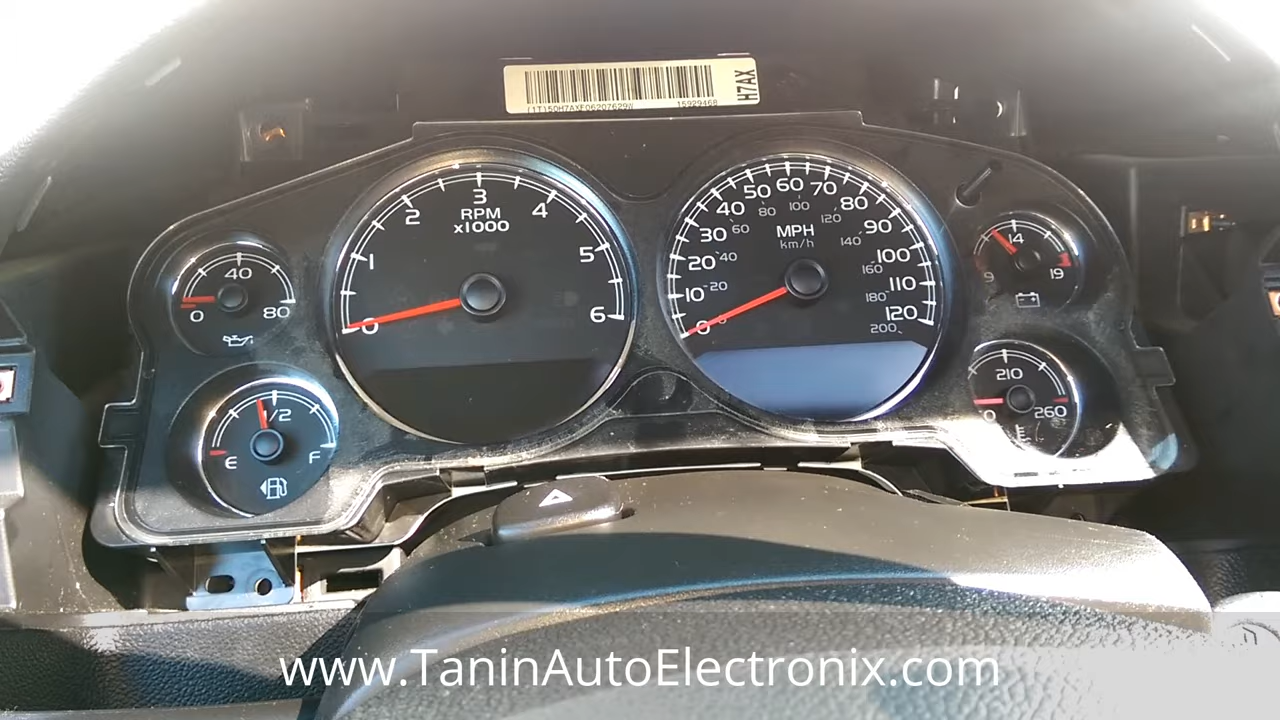 (1T)5DH7AXF06207629W 15929468
H7AX
0 40 80
0 1 2 3 4 5 6
RPM
x1000
0 10 20 30 40 50 60 70 80 90 100 110 120
20 40 60 80 100 120 140 160 180 200
MPH
km/h
9 14 19
E 1/2 F
210 260
www.TaninAutoElectronix.com